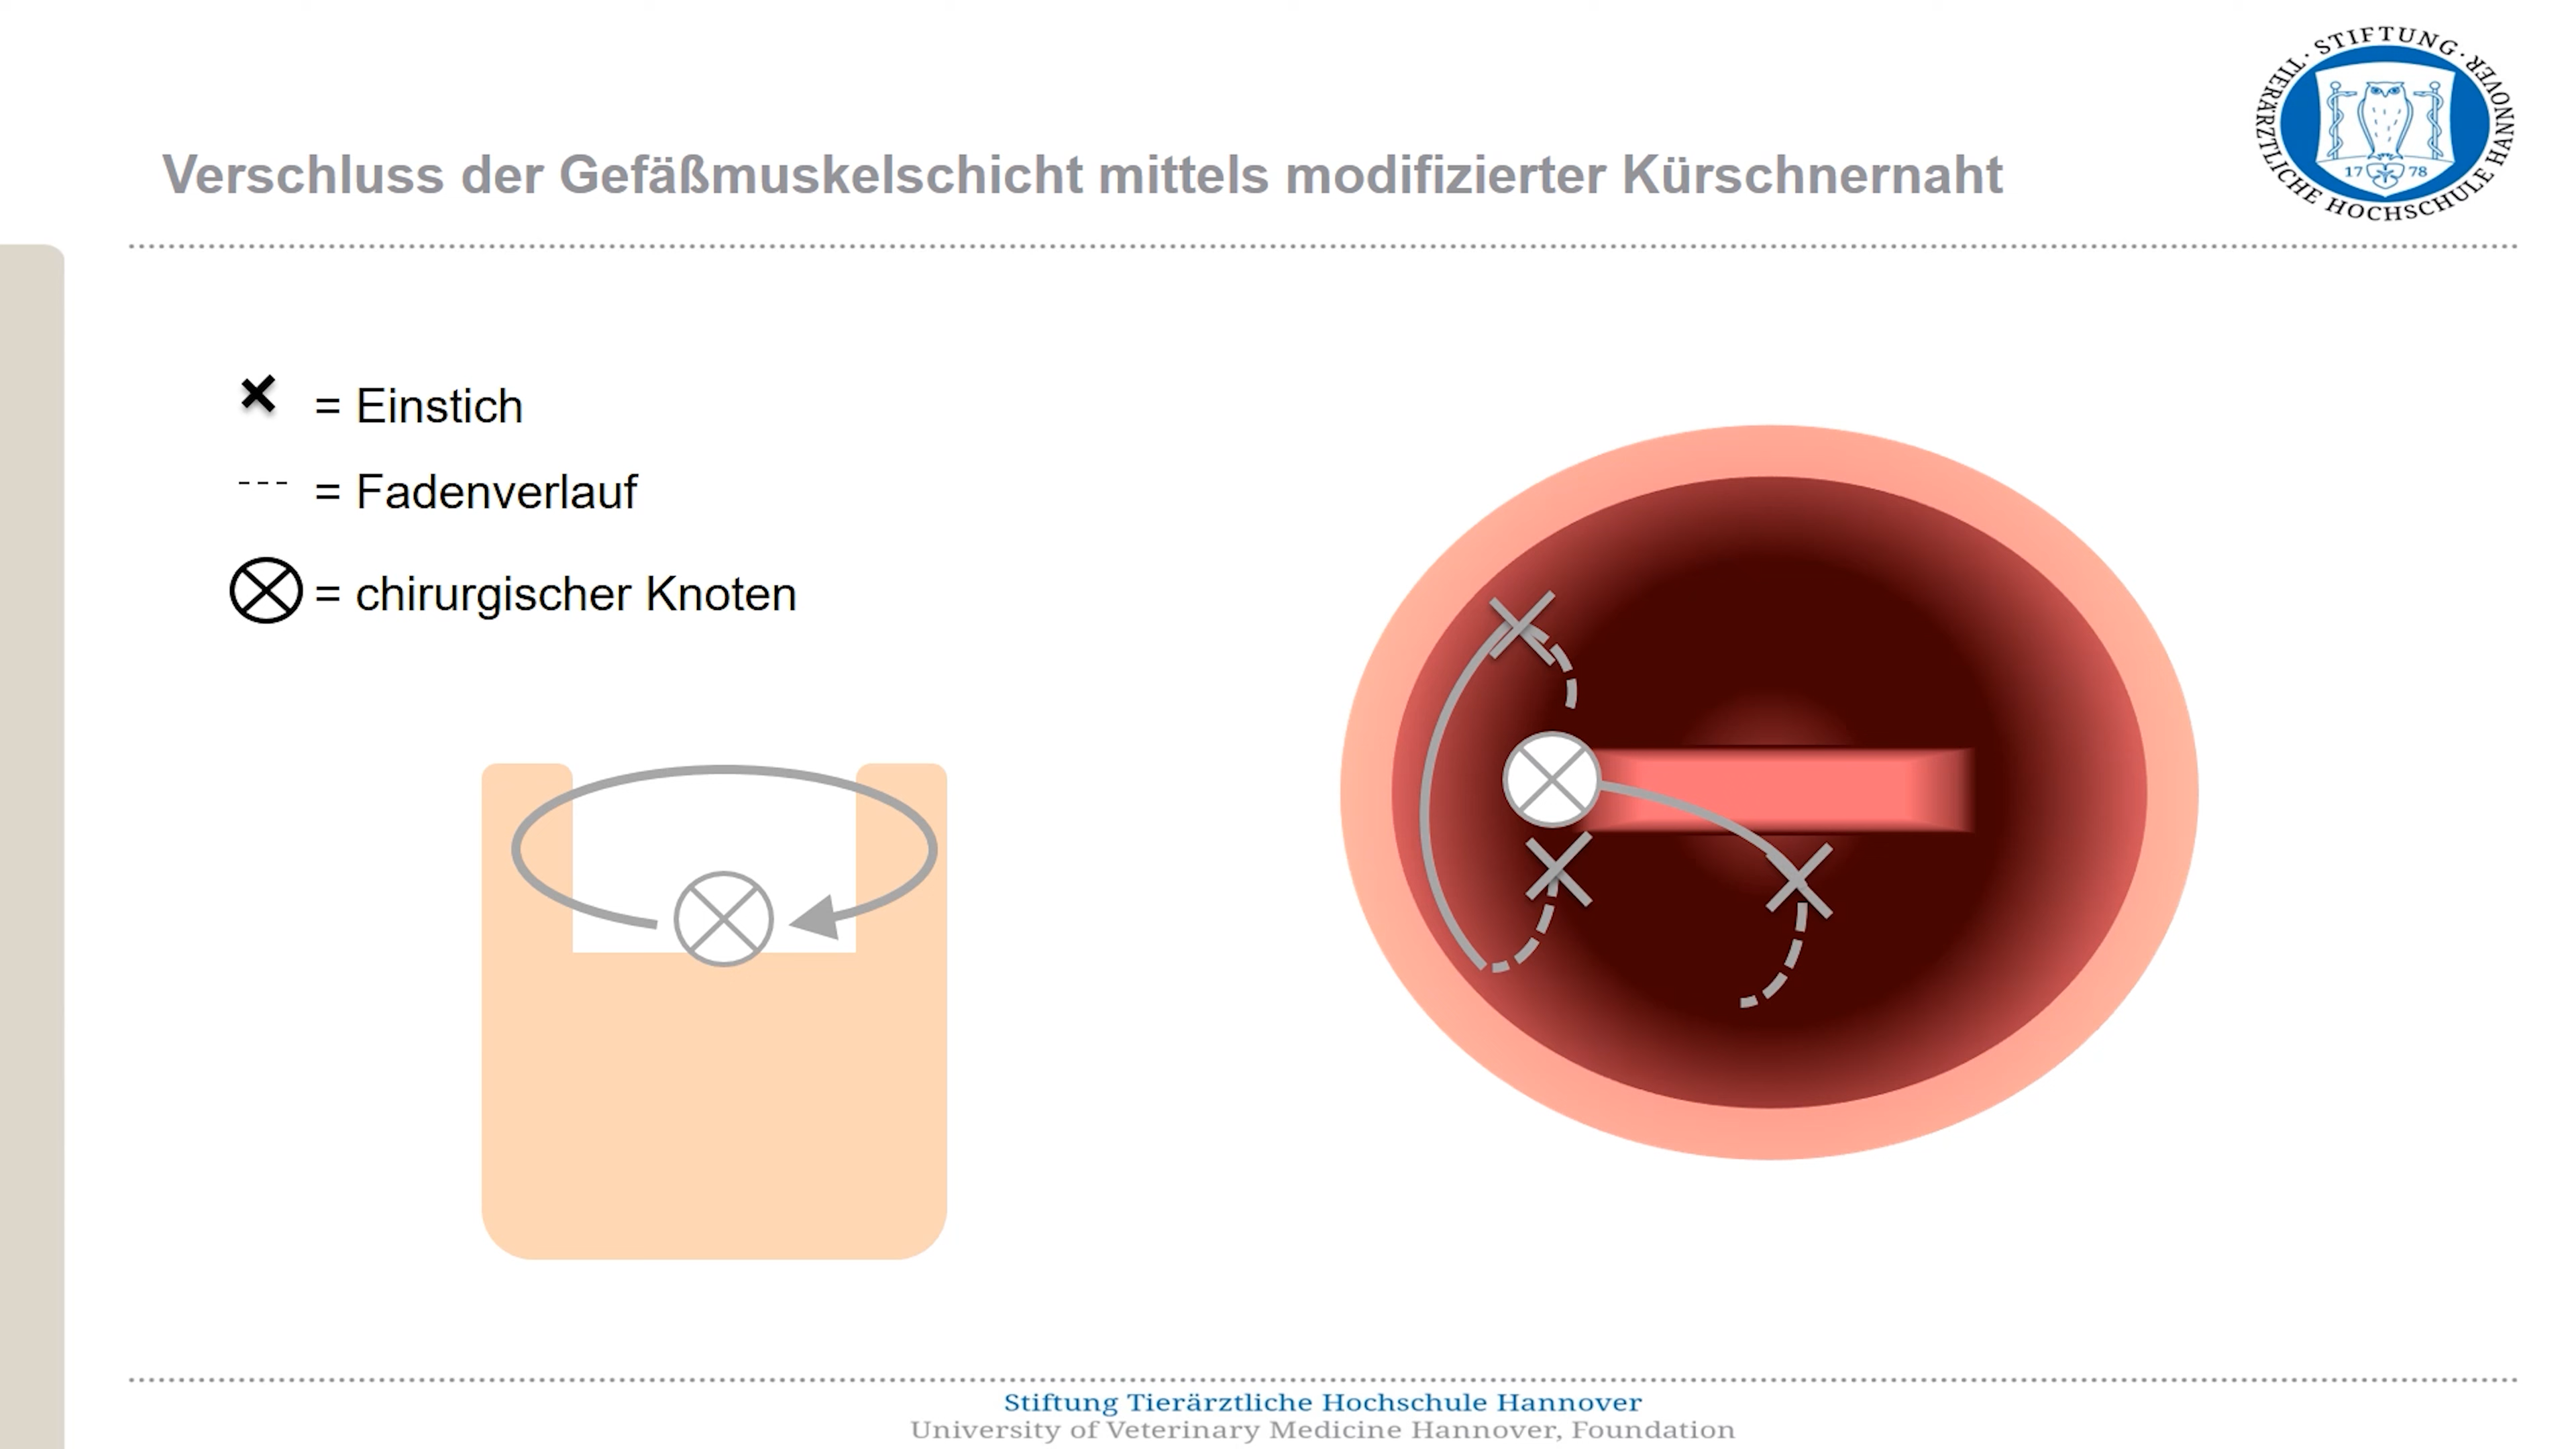 · STIFTUNG · TIERÄRZTLICHE HOCHSCHULE HANNOVER
17 78
Verschluss der Gefäßmuskelschicht mittels modifizierter Kürschnernaht
= Einstich
= Fadenverlauf
= chirurgischer Knoten
Stiftung Tierärztliche Hochschule Hannover
University of Veterinary Medicine Hannover, Foundation